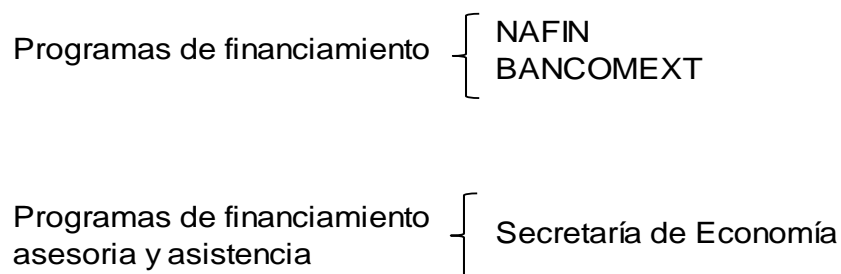 Programas de financiamiento
NAFIN
BANCOMEXT
Programas de financiamiento
asesoria y asistencia
Secretaría de Economía